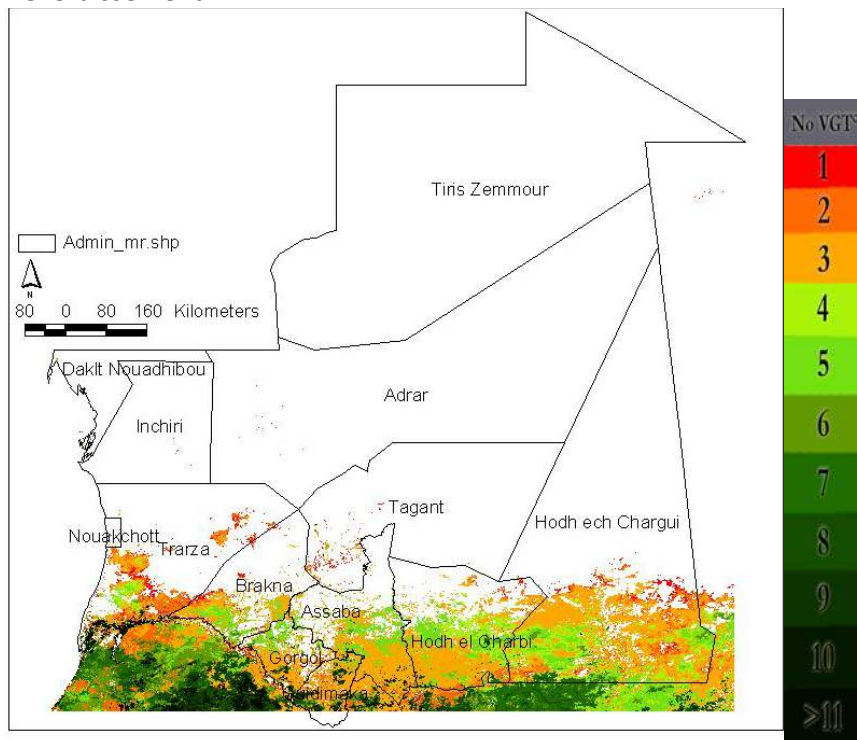 No VGT°
1
Tiris Zemmour
2
Admin_mr.shp
3
N
80 0 80 160 Kilometers
4
Daklt Nouadhibou
5
Adrar
Inchiri
6
7
Tagant
Hodh ech Chargui
Nouakchott
Trarza
8
Brakna
9
Assaba
Hodh el Gharbi
Gorgol
10
Guidimaka
>11